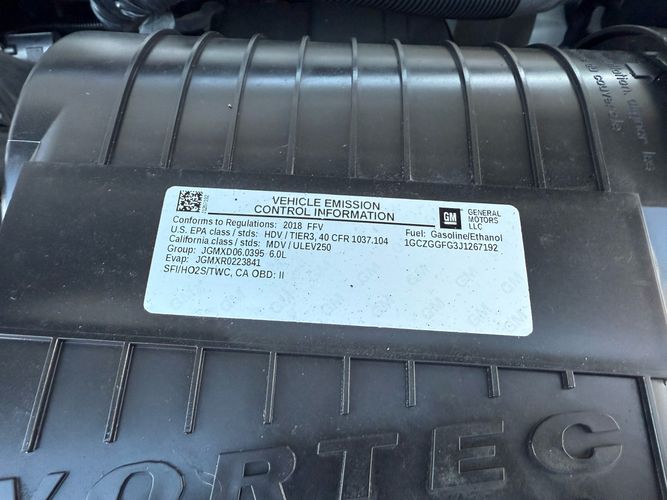 VEHICLE EMISSION
CONTROL INFORMATION
GM
GENERAL
MOTORS
LLC
Conforms to Regulations: 2018 FFV
Fuel: Gasoline/Ethanol
U.S. EPA class / stds: HDV / TIER3, 40 CFR 1037.104
1GCZGGFG3J1267192
California class / stds: MDV / ULEV250
Group: JGMXD06.0395 6.0L
Evap: JGMXR0223841
SFI/HO2S/TWC, CA OBD: II
VORTEC